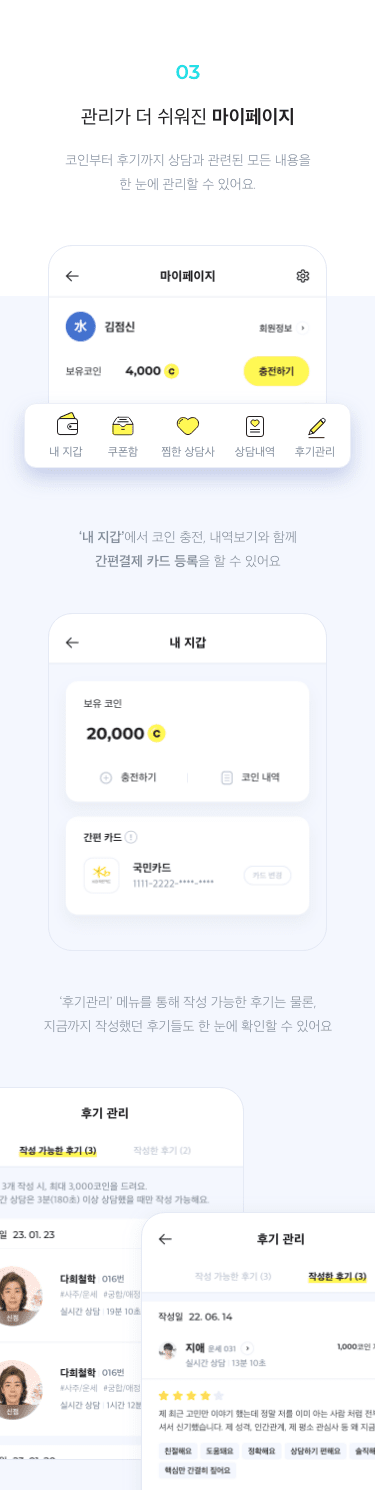 03
관리가 더 쉬워진 마이페이지
코인부터 후기까지 상담과 관련된 모든 내용을
한 눈에 관리할 수 있어요.
마이페이지
水 김점신 회원정보
보유코인 4,000 C 충전하기
내 지갑 쿠폰함 찜한 상담사 상담내역 후기관리
'내 지갑'에서 코인 충전, 내역보기와 함께
간편결제 카드 등록을 할 수 있어요
내 지갑
보유 코인
20,000 C
충전하기 코인 내역
간편 카드
국민카드
1111-2222-****-****
카드 변경
'후기관리' 메뉴를 통해 작성 가능한 후기는 물론,
지금까지 작성했던 후기들도 한 눈에 확인할 수 있어요
후기 관리
작성 가능한 후기 (3) 작성한 후기 (2)
3개 작성 시, 최대 3,000코인을 드려요.
간 상담은 3분(180초) 이상 상담했을 때만 작성 가능해요.
일 23. 01. 23
다희철학 016번
#사주/운세 #궁합/애정
실시간 상담 19분 10초
신점
다희철학 016번
#사주/운세 #궁합/애정
실시간 상담 1시간 12분
신점
후기 관리
작성 가능한 후기 (3) 작성한 후기 (3)
작성일 22. 06. 14
지애 운세 031
실시간 상담 13분 10초
1,000코인
제 최근 고민만 이야기 했는데 정말 저를 이미 아는 사람 처럼 전부
셔서 신기했습니다. 제 성격, 인간관계, 제 평소 관심사 왜 지금
친절해요 도움돼요 정확해요 상담하기 편해요 솔직해
핵심만 간결히 짚어요